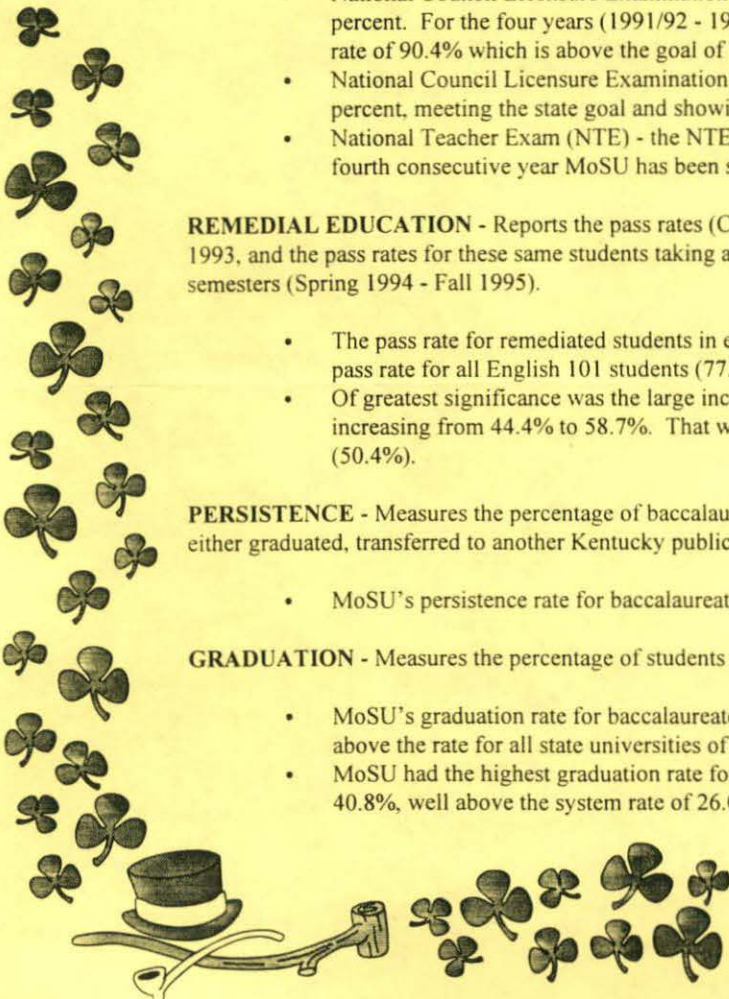 National Council Licensure Examination
percent. For the four years (1991/92 - 19
rate of 90.4% which is above the goal of
• National Council Licensure Examination
percent, meeting the state goal and showi
• National Teacher Exam (NTE) - the NTE
fourth consecutive year MoSU has been s
REMEDIAL EDUCATION - Reports the pass rates (C
1993, and the pass rates for these same students taking a
semesters (Spring 1994 - Fall 1995).
• The pass rate for remediated students in e
pass rate for all English 101 students (77.
• Of greatest significance was the large inc
increasing from 44.4% to 58.7%. That w
(50.4%).
PERSISTENCE - Measures the percentage of baccalau
either graduated, transferred to another Kentucky public
• MoSU's persistence rate for baccalaureat
GRADUATION - Measures the percentage of students
• MoSU's graduation rate for baccalaureate
above the rate for all state universities of
• MoSU had the highest graduation rate fo
40.8%, well above the system rate of 26.